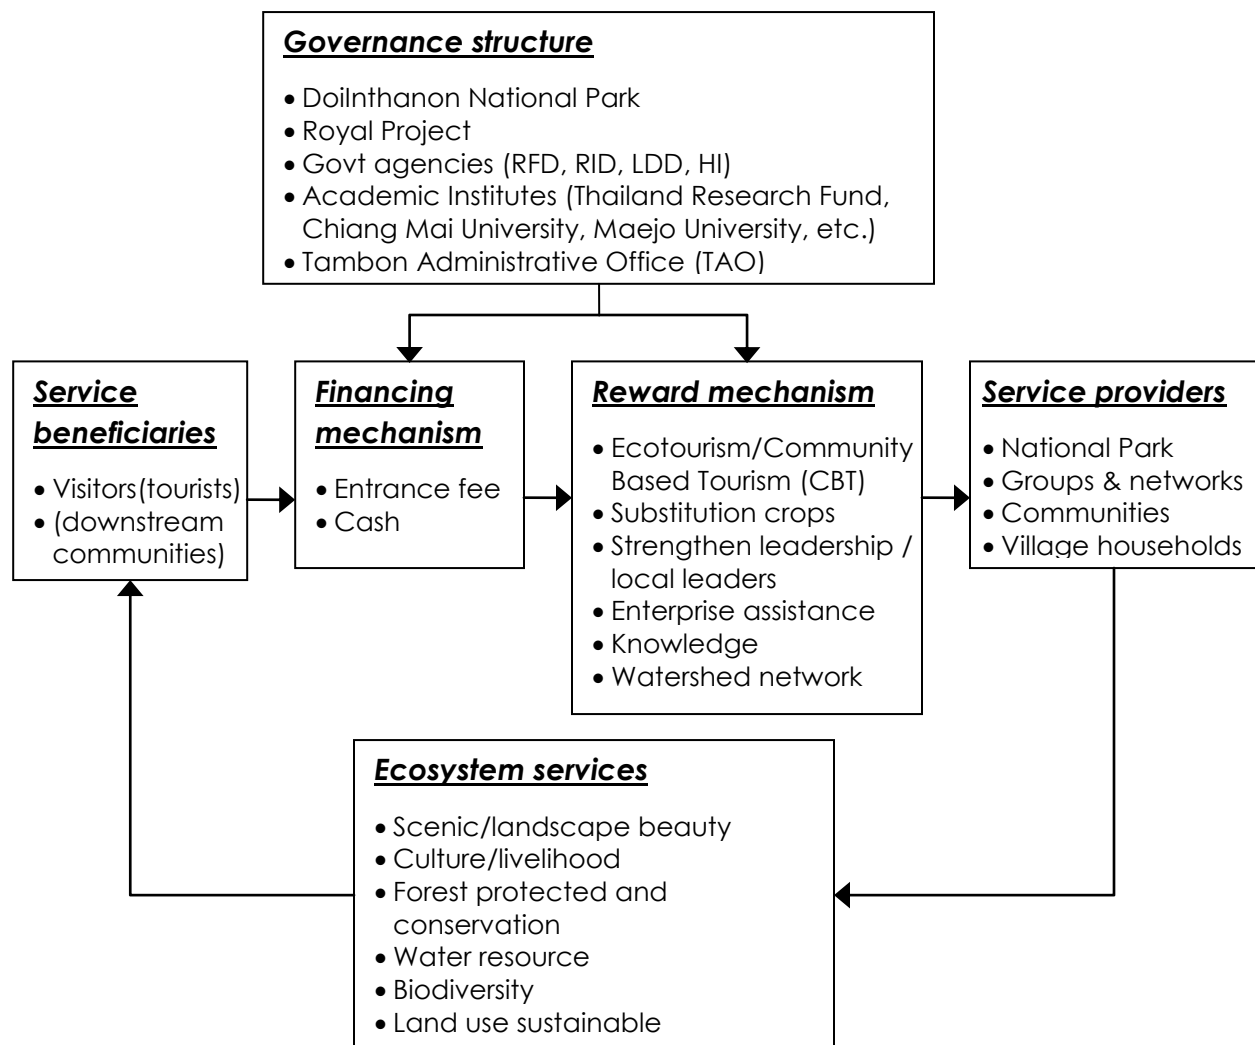 Governance structure
• DoiInthanon National Park
• Royal Project
• Govt agencies (RFD, RID, LDD, HI)
• Academic Institutes (Thailand Research Fund,
Chiang Mai University, Maejo University, etc.)
• Tambon Administrative Office (TAO)
Service
beneficiaries
• Visitors(tourists)
• (downstream
communities)
Financing
mechanism
• Entrance fee
• Cash
Reward mechanism
• Ecotourism/Community
Based Tourism (CBT)
• Substitution crops
• Strengthen leadership /
local leaders
• Enterprise assistance
• Knowledge
• Watershed network
Service providers
• National Park
• Groups & networks
• Communities
• Village households
Ecosystem services
• Scenic/landscape beauty
• Culture/livelihood
• Forest protected and
conservation
• Water resource
• Biodiversity
• Land use sustainable